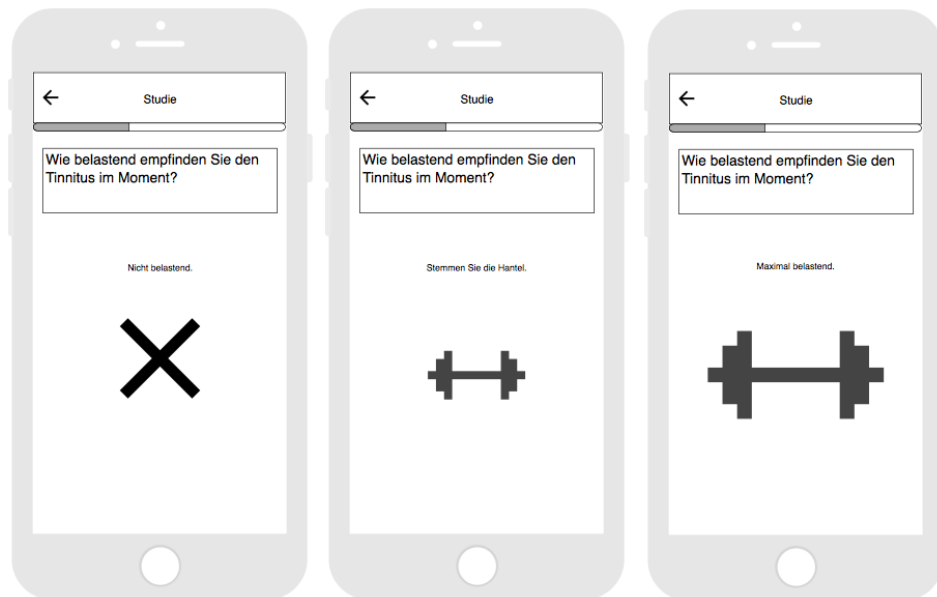 Studie
Wie belastend empfinden Sie den
Tinnitus im Moment?
Nicht belastend.
Studie
Wie belastend empfinden Sie den
Tinnitus im Moment?
Stemmen Sie die Hantel.
Studie
Wie belastend empfinden Sie den
Tinnitus im Moment?
Maximal belastend.